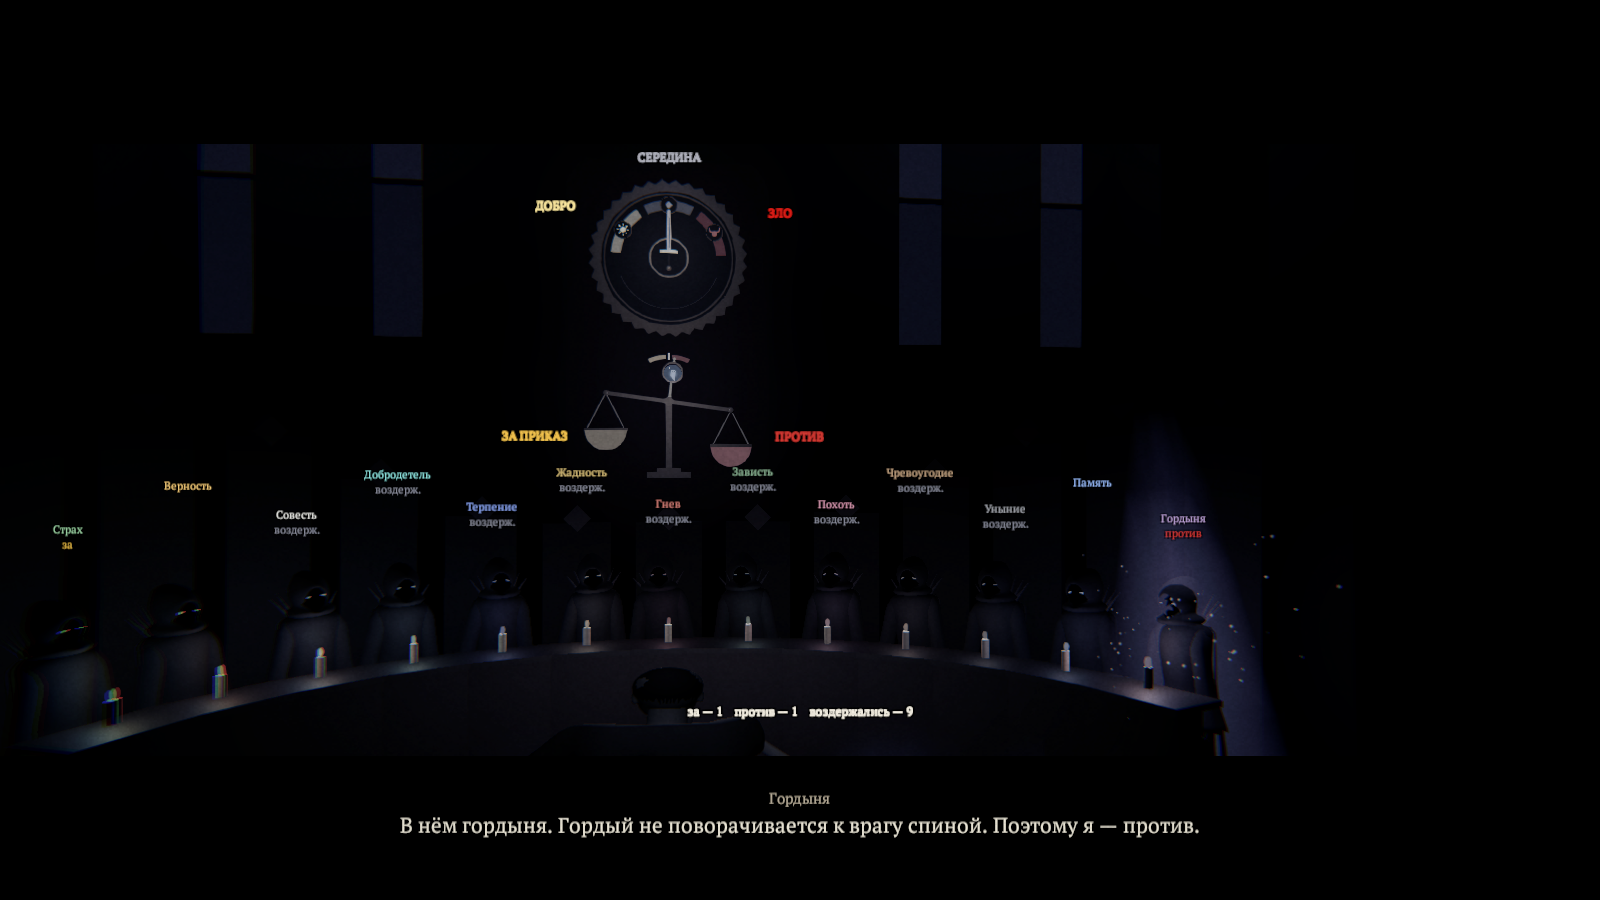 СЕРЕДИНА
ДОБРО
ЗЛО
ЗА ПРИКАЗ
ПРОТИВ
Страх
за
Верность
Совесть
воздерж.
Добродетель
воздерж.
Терпение
воздерж.
Жадность
воздерж.
Гнев
воздерж.
Зависть
воздерж.
Похоть
воздерж.
Чревоугодие
воздерж.
Уныние
воздерж.
Память
Гордыня
против
за — 1 против — 1 воздержались — 9
Гордыня
В нём гордыня. Гордый не поворачивается к врагу спиной. Поэтому я — против.